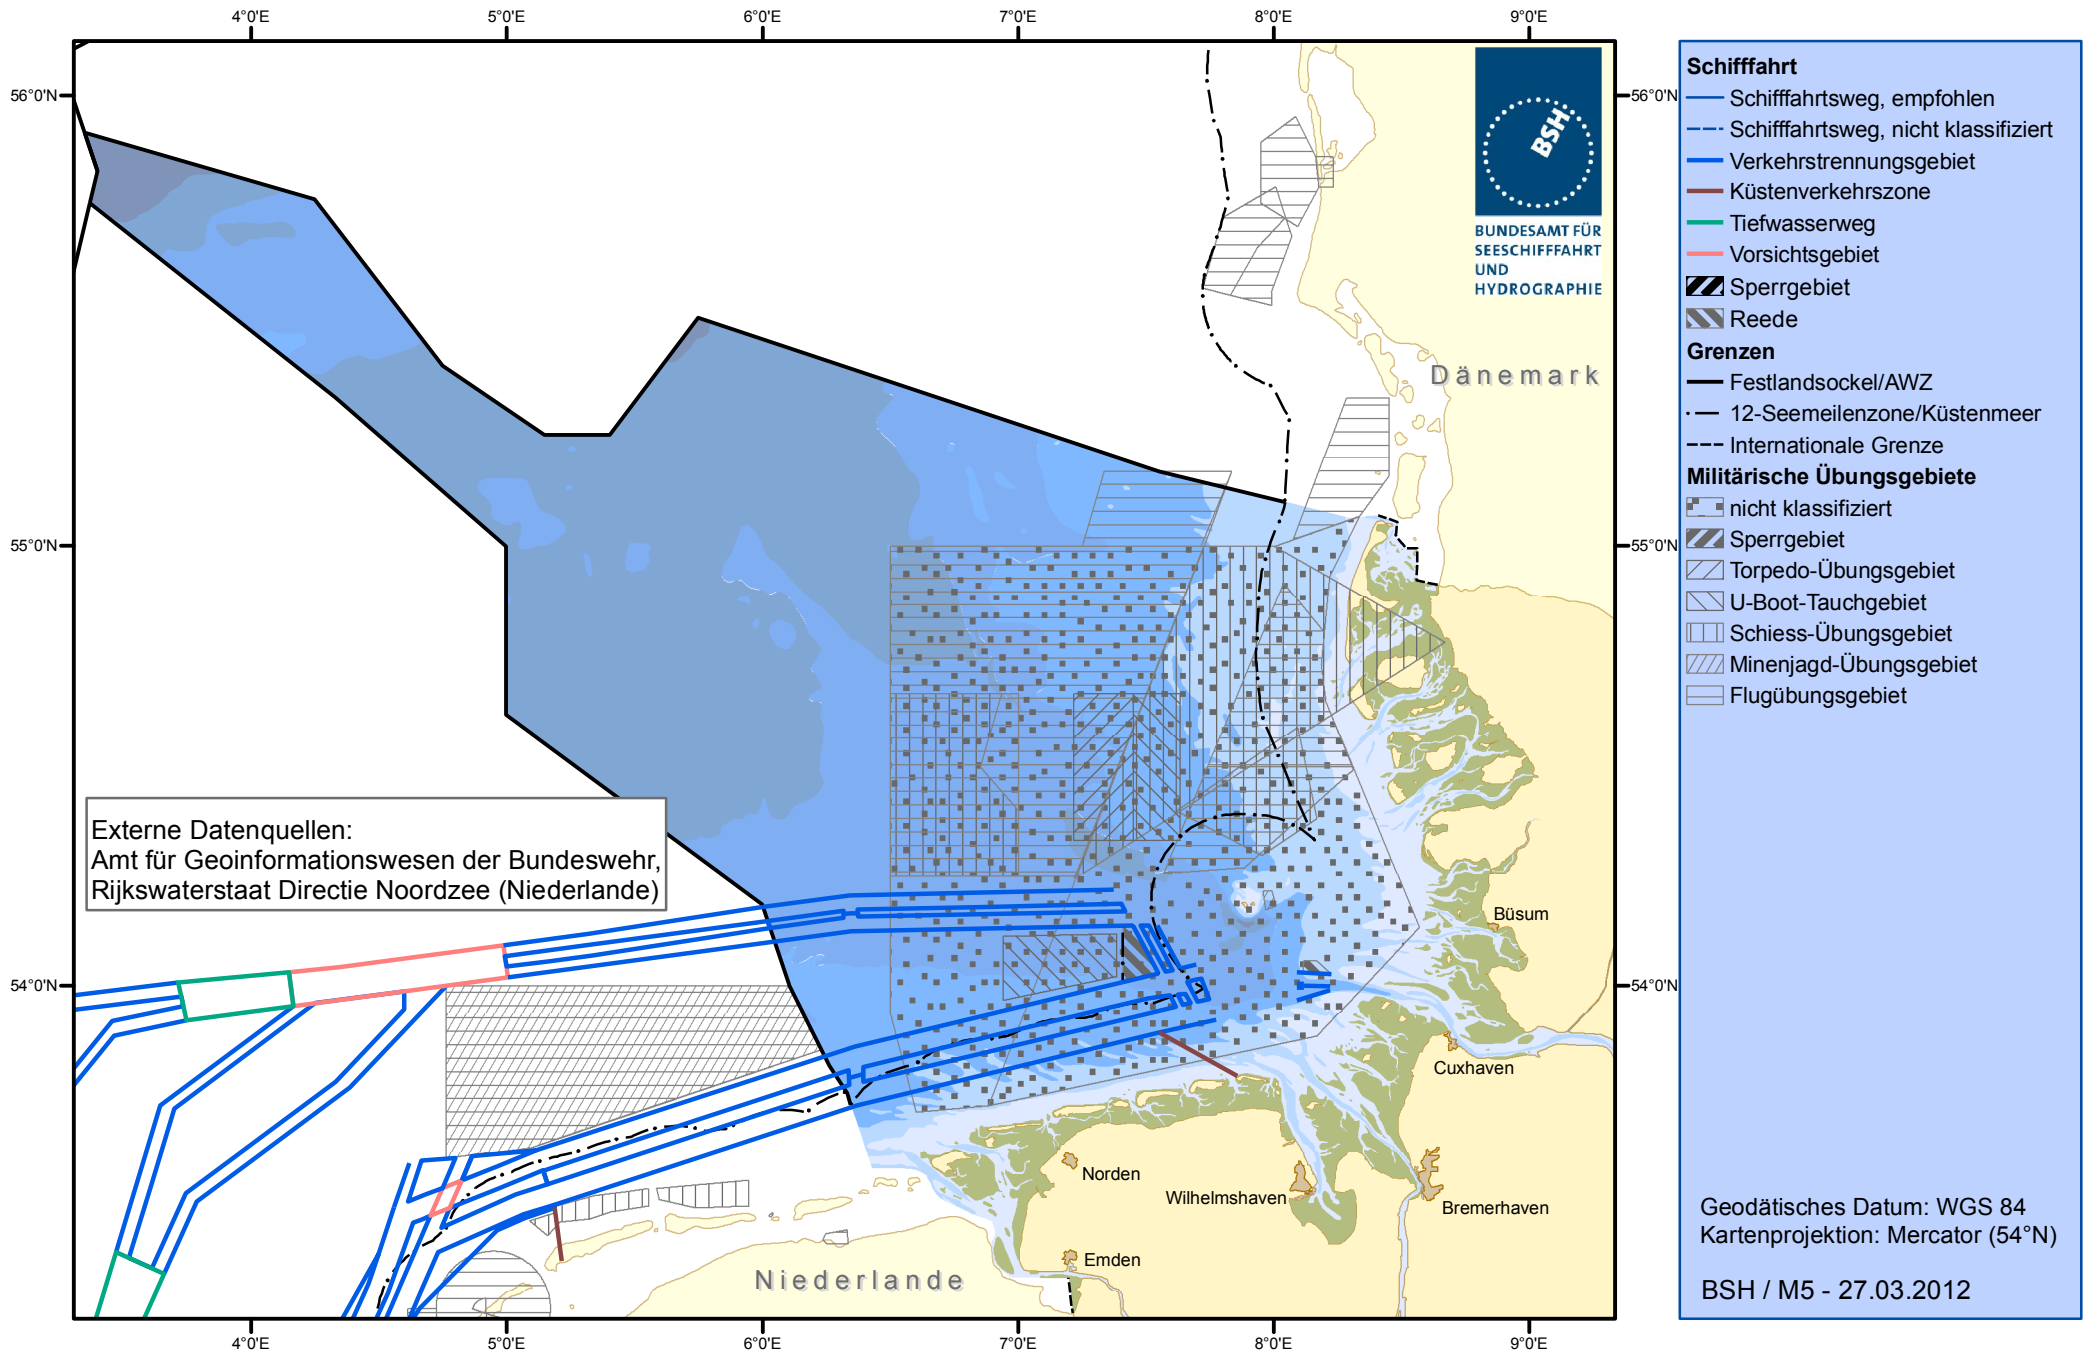 4°0'E 5°0'E 6°0'E 7°0'E 8°0'E 9°0'E
56°0'N 56°0'N
55°0'N 55°0'N
54°0'N 54°0'N
BSH
BUNDESAMT FÜR
SEESCHIFFFAHRT
UND
HYDROGRAPHIE
Dänemark
Externe Datenquellen:
Amt für Geoinformationswesen der Bundeswehr,
Rijkswaterstaat Directie Noordzee (Niederlande)
Büsum
Cuxhaven
Norden
Wilhelmshaven
Bremerhaven
Emden
Niederlande
4°0'E 5°0'E 6°0'E 7°0'E 8°0'E 9°0'E
Schifffahrt
Schifffahrtsweg, empfohlen
Schifffahrtsweg, nicht klassifiziert
Verkehrstrennungsgebiet
Küstenverkehrszone
Tiefwasserweg
Vorsichtsgebiet
Sperrgebiet
Reede
Grenzen
Festlandsockel/AWZ
12-Seemeilenzone/Küstenmeer
Internationale Grenze
Militärische Übungsgebiete
nicht klassifiziert
Sperrgebiet
Torpedo-Übungsgebiet
U-Boot-Tauchgebiet
Schiess-Übungsgebiet
Minenjagd-Übungsgebiet
Flugübungsgebiet
Geodätisches Datum: WGS 84
Kartenprojektion: Mercator (54°N)
BSH / M5 - 27.03.2012